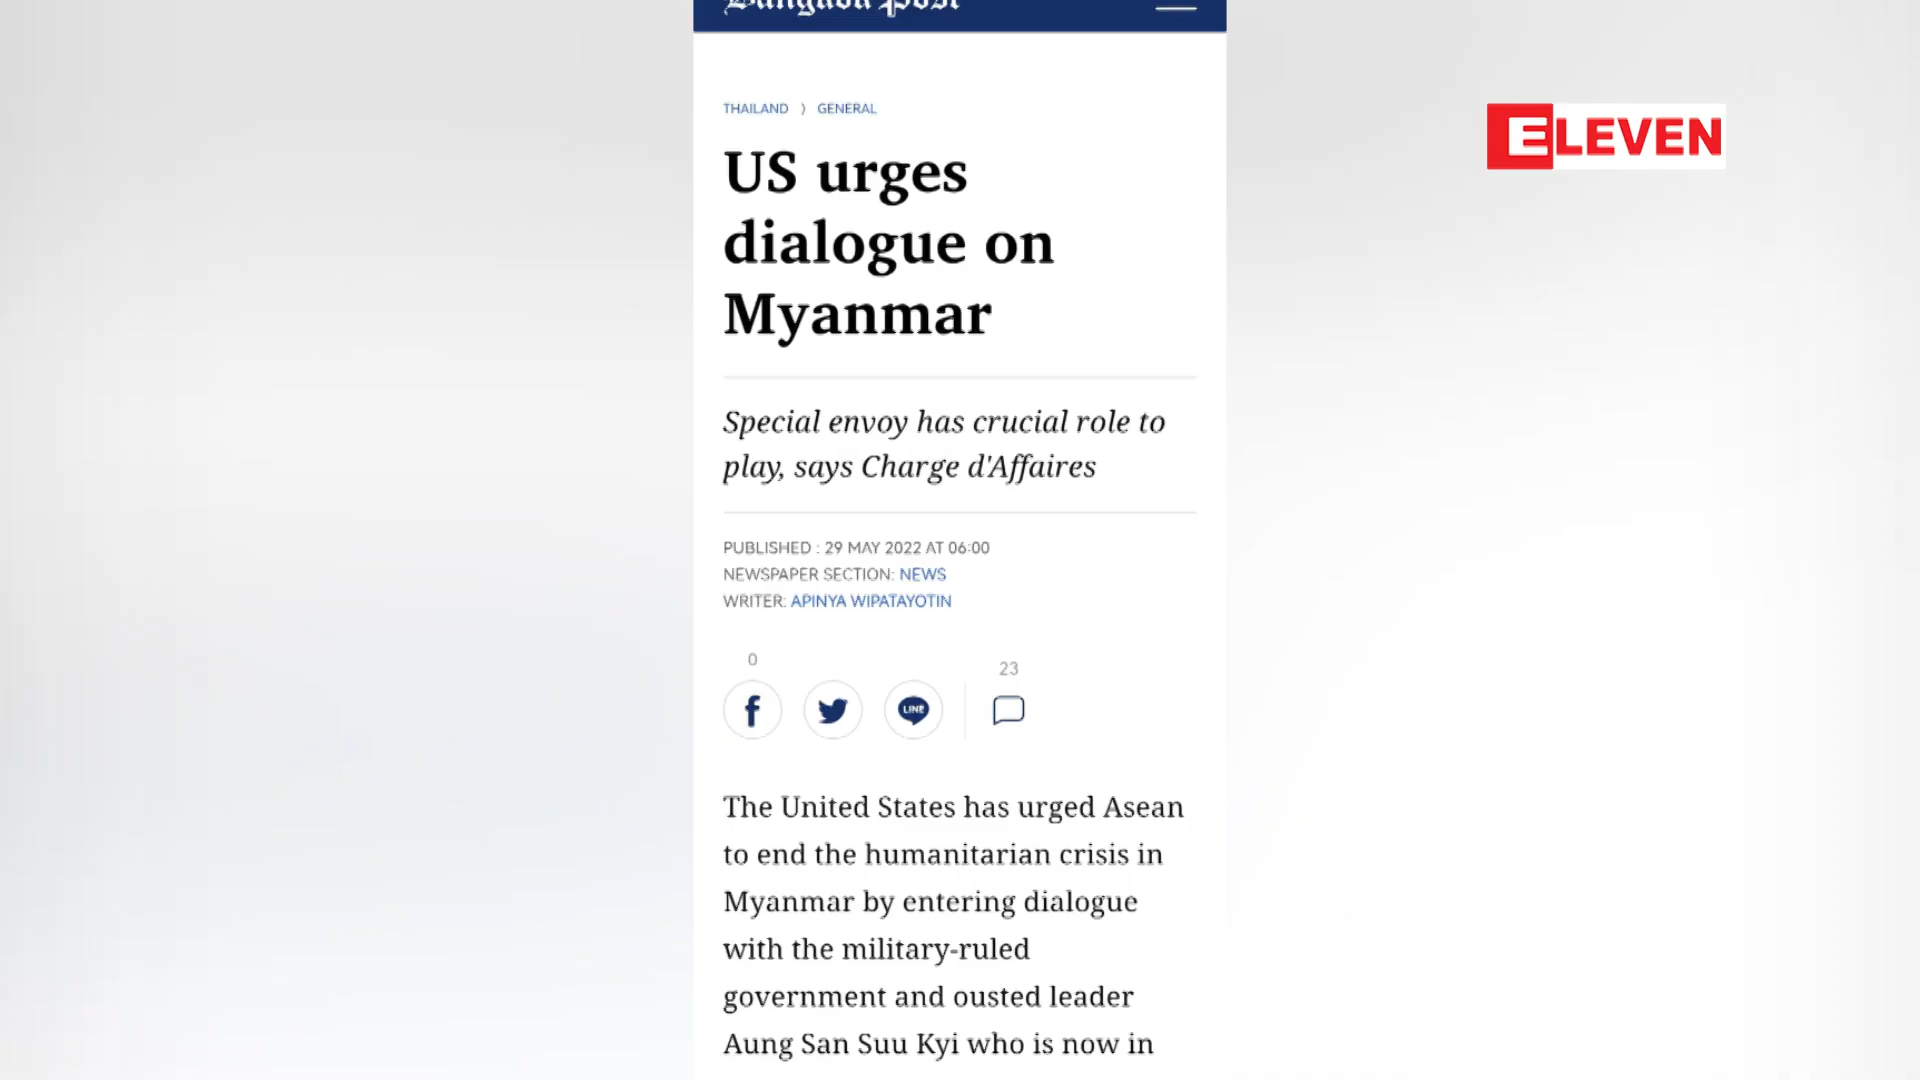 Bangkok Post
THAILAND ⟩ GENERAL
ELEVEN
US urges
dialogue on
Myanmar
Special envoy has crucial role to
play, says Charge d'Affaires
PUBLISHED : 29 MAY 2022 AT 06:00
NEWSPAPER SECTION: NEWS
WRITER: APINYA WIPATAYOTIN
0
23
LINE
The United States has urged Asean
to end the humanitarian crisis in
Myanmar by entering dialogue
with the military-ruled
government and ousted leader
Aung San Suu Kyi who is now in